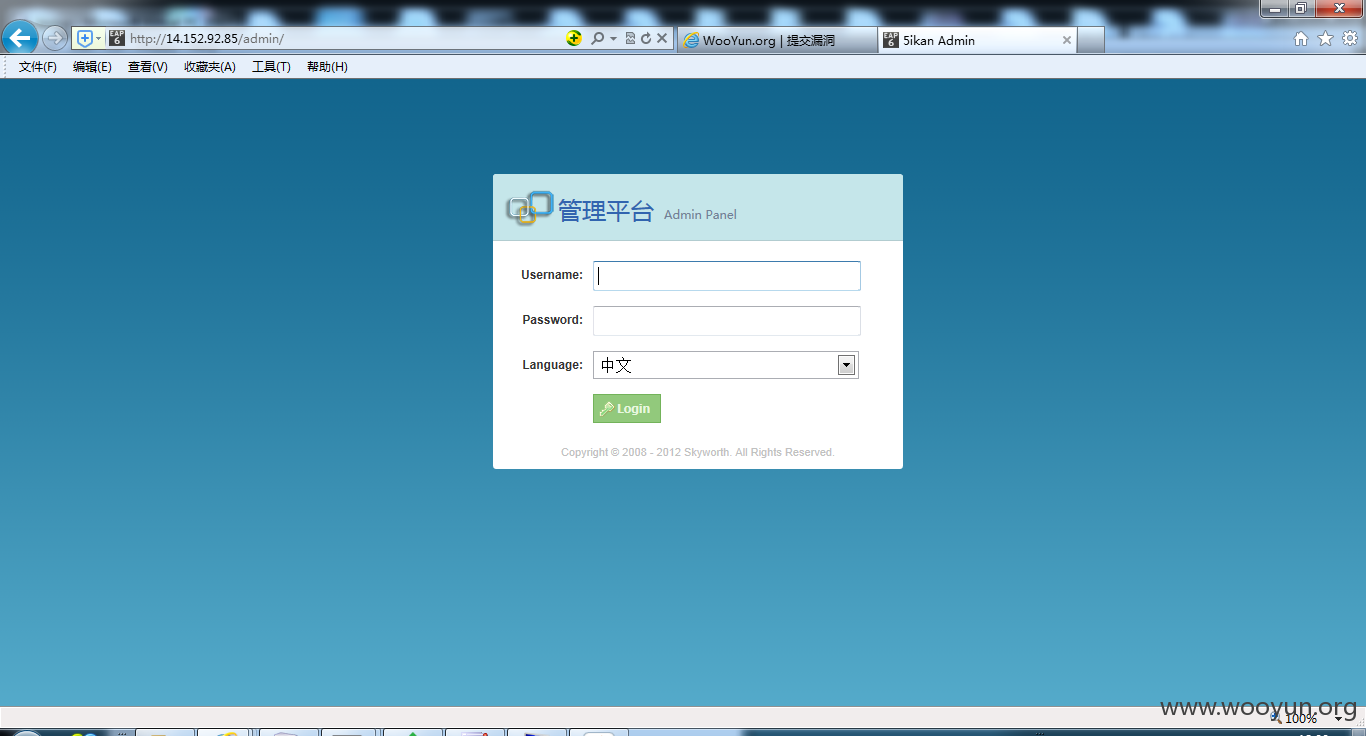 http://14.152.92.85/admin/
WooYun.org | 提交漏洞
5ikan Admin
文件(F) 编辑(E) 查看(V) 收藏夹(A) 工具(T) 帮助(H)
管理平台 Admin Panel
Username:
Password:
Language: 中文
Login
Copyright © 2008 - 2012 Skyworth. All Rights Reserved.
www.wooyun.org
100%